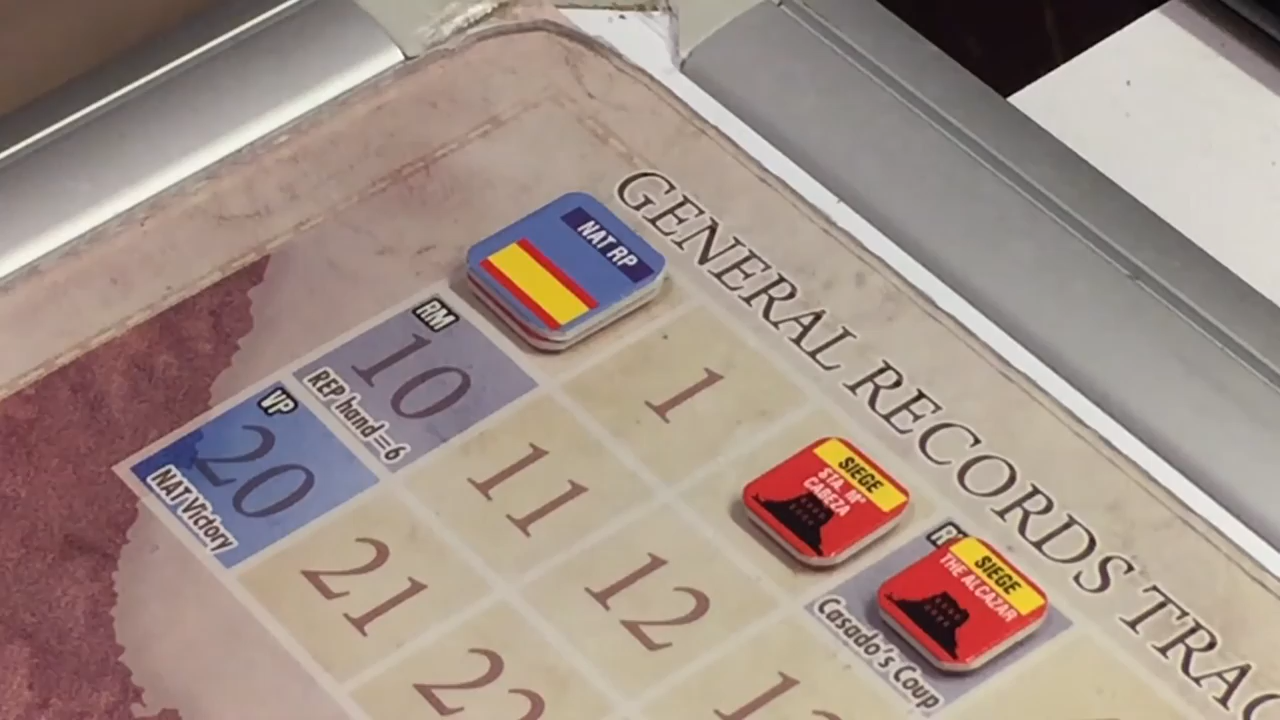 GENERAL RECORDS TRAC
NAT RP
RM
10
REP hand=6
1
SIEGE
STA. Mª
CABEZA
SIEGE
THE ALCAZAR
Casado's Coup
VP
20
NAT Victory
11
12
21